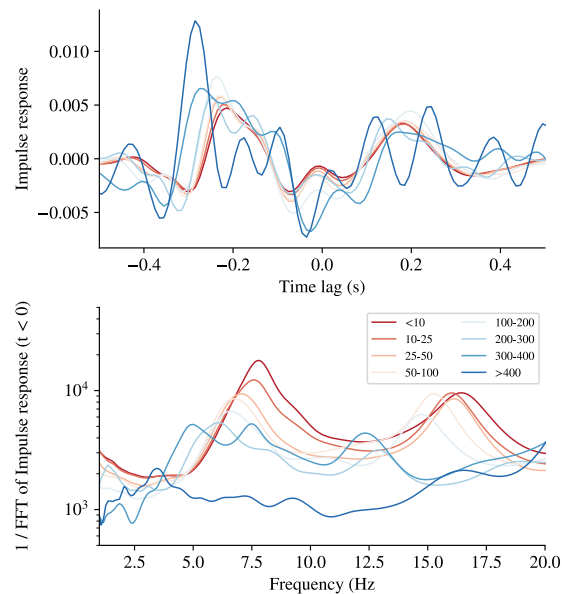 Impulse response
0.010
0.005
0.000
−0.005
−0.4 −0.2 0.0 0.2 0.4
Time lag (s)
1 / FFT of Impulse response (t < 0)
10^4
10^3
<10 100-200
10-25 200-300
25-50 300-400
50-100 >400
2.5 5.0 7.5 10.0 12.5 15.0 17.5 20.0
Frequency (Hz